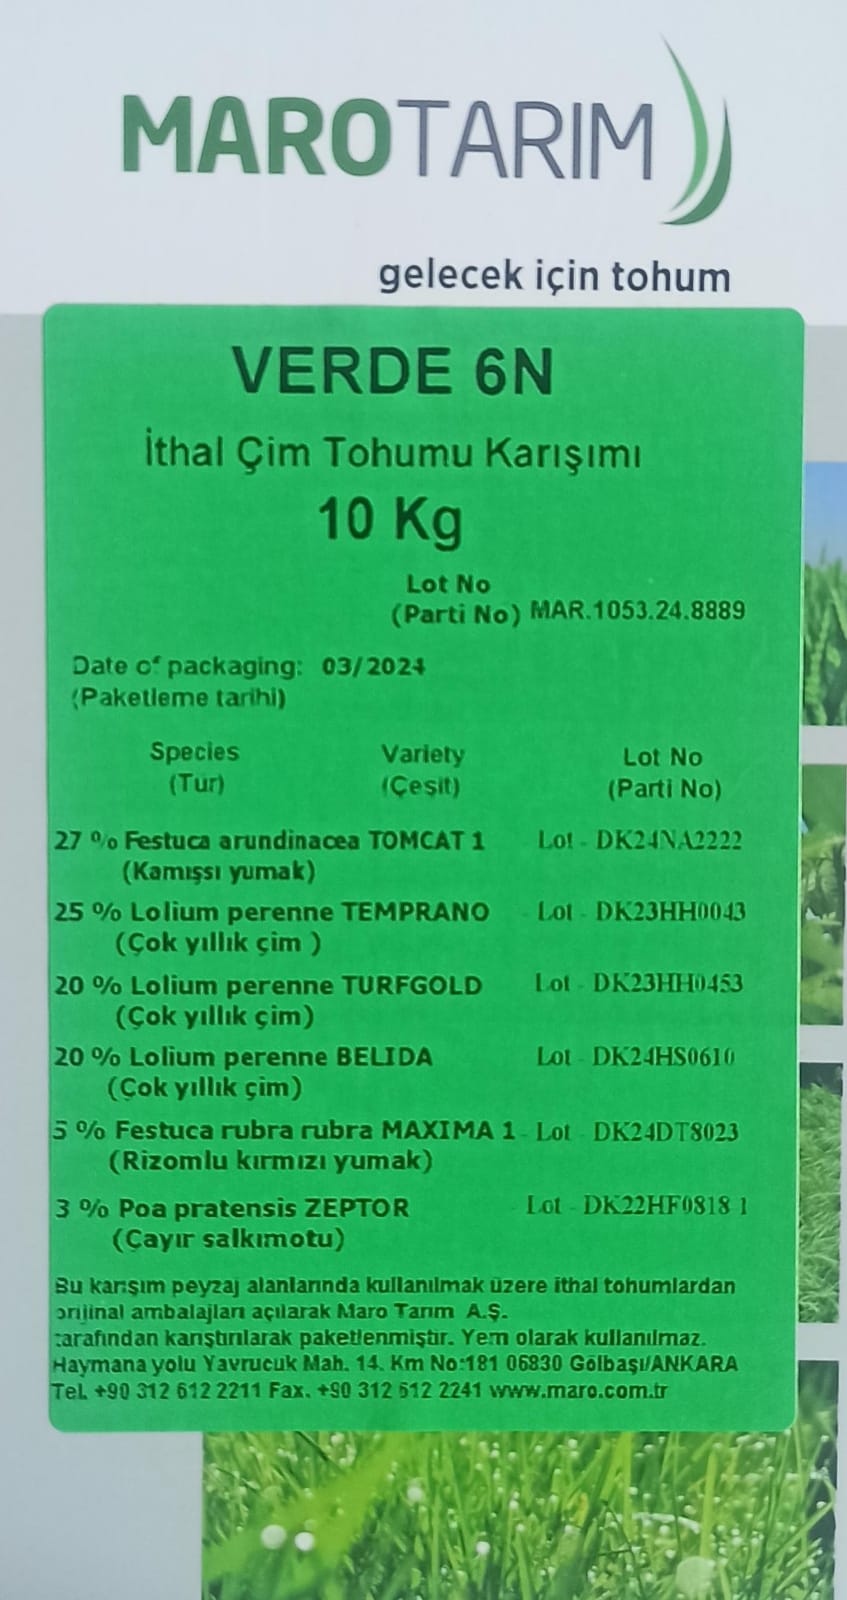 MAROTARIM
gelecek için tohum
VERDE 6N
İthal Çim Tohumu Karışımı
10 Kg
Lot No
(Parti No) MAR.1053.24.8889
Date of packaging: 03/2024
(Paketleme tarihi)
Species Variety Lot No
(Tür) (Çeşit) (Parti No)
27 % Festuca arundinacea TOMCAT 1 Lot - DK24NA2222
(Kamışsı yumak)
25 % Lolium perenne TEMPRANO - Lot - DK23HH0043
(Çok yıllık çim )
20 % Lolium perenne TURFGOLD Lot - DK23HH0453
(Çok yıllık çim)
20 % Lolium perenne BELIDA Lot - DK24HS0610
(Çok yıllık çim)
5 % Festuca rubra rubra MAXIMA 1 - Lot - DK24DT8023
(Rizomlu kırmızı yumak)
3 % Poa pratensis ZEPTOR Lot - DK22HF0818 1
(Çayır salkımotu)
Bu karışım peyzaj alanlarında kullanılmak üzere ithal tohumlardan
orijinal ambalajları açılarak Maro Tarım A.Ş.
tarafından karıştırılarak paketlenmiştir. Yem olarak kullanılmaz.
Haymana yolu Yavrucuk Mah. 14. Km No:181 06830 Gölbaşı/ANKARA
Tel. +90 312 612 2211 Fax. +90 312 612 2241 www.maro.com.tr